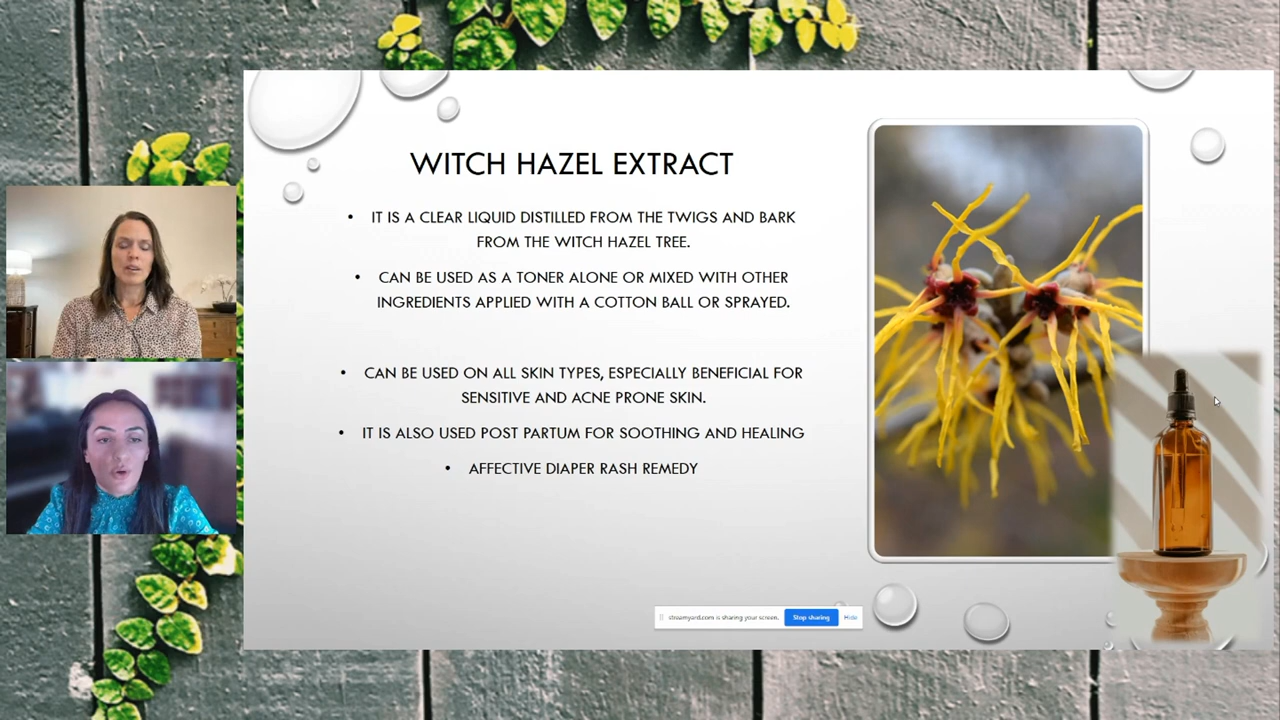 WITCH HAZEL EXTRACT
• IT IS A CLEAR LIQUID DISTILLED FROM THE TWIGS AND BARK
FROM THE WITCH HAZEL TREE.
• CAN BE USED AS A TONER ALONE OR MIXED WITH OTHER
INGREDIENTS APPLIED WITH A COTTON BALL OR SPRAYED.
• CAN BE USED ON ALL SKIN TYPES, ESPECIALLY BENEFICIAL FOR
SENSITIVE AND ACNE PRONE SKIN.
• IT IS ALSO USED POST PARTUM FOR SOOTHING AND HEALING
• AFFECTIVE DIAPER RASH REMEDY
streamyard.com is sharing your screen. Stop sharing Hide